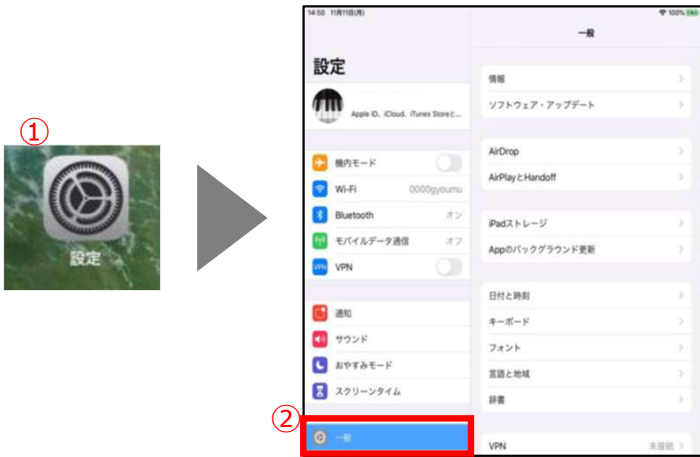 ①
設定
②
14:50 11月11日(月)
100%
設定
Apple ID、iCloud、iTunes Storeと...
機内モード
Wi-Fi 0000gyoumu
Bluetooth オン
モバイルデータ通信 オフ
VPN VPN
通知
サウンド
おやすみモード
スクリーンタイム
一般
一般
情報
ソフトウェア・アップデート
AirDrop
AirPlayとHandoff
iPadストレージ
Appのバックグラウンド更新
日付と時刻
キーボード
フォント
言語と地域
辞書
VPN 未接続